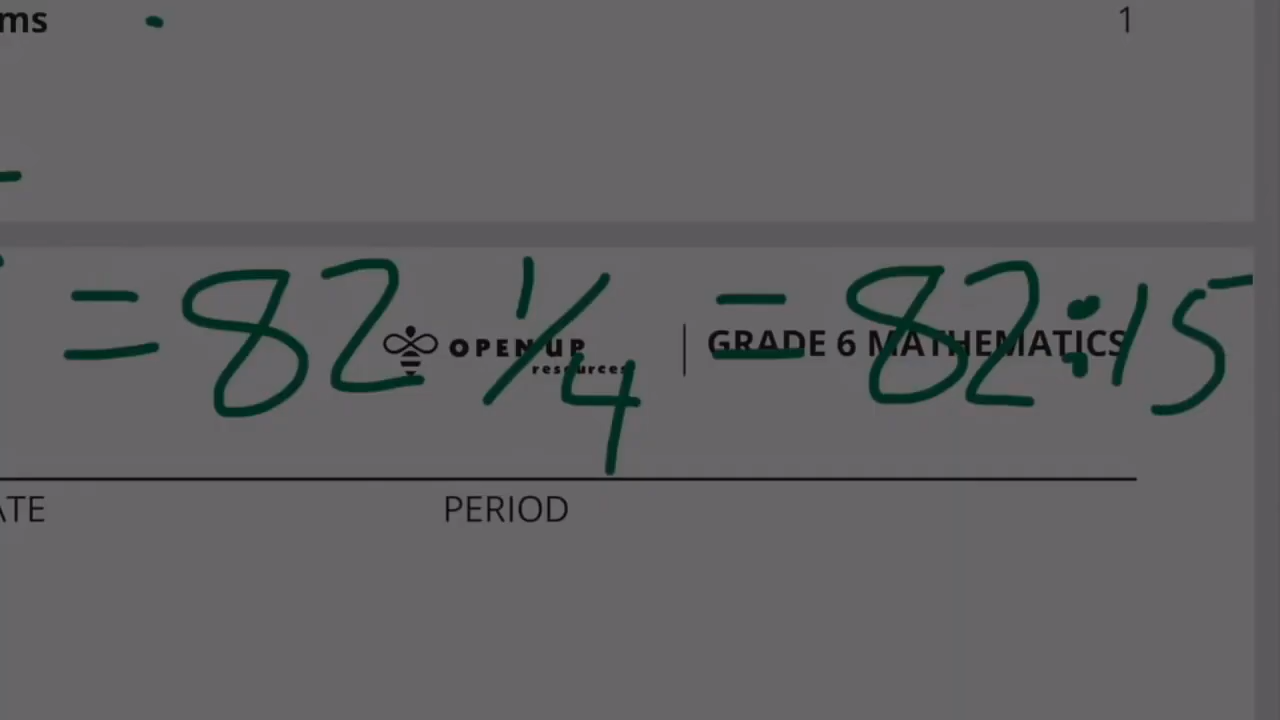 ms 1
= 82 1/4 = 82:15
OPEN UP resources | GRADE 6 MATHEMATICS
ATE PERIOD